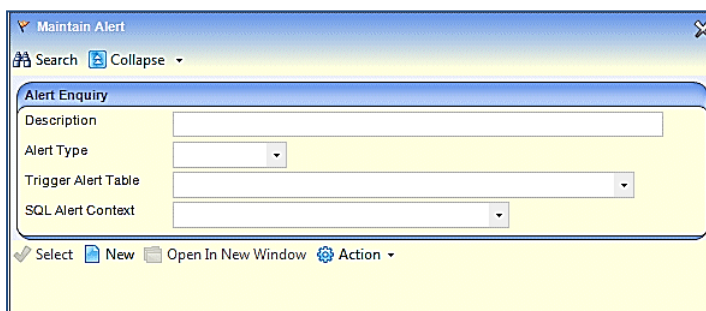 Maintain Alert
Search Collapse
Alert Enquiry
Description
Alert Type
Trigger Alert Table
SQL Alert Context
Select New Open In New Window Action